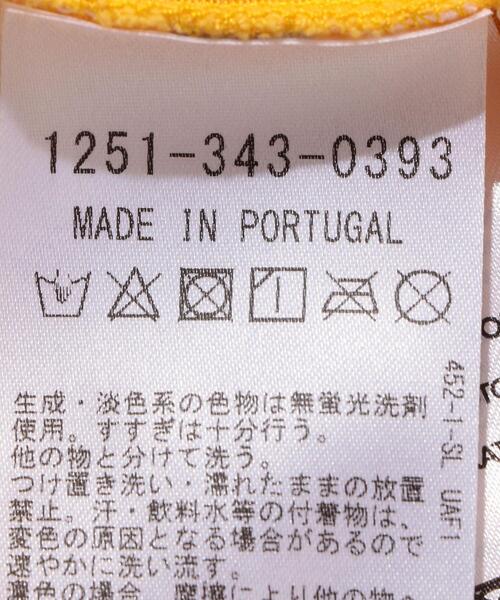 1251-343-0393
MADE IN PORTUGAL
生成・淡色系の色物は無蛍光洗剤
使用。すすぎは十分行う。
他の物と分けて洗う。
つけ置き洗い・濡れたままの放置
禁止。汗・飲料水等の付着物は、
変色の原因となる場合があるので
速やかに洗い流す。
452-1-SL UAF1